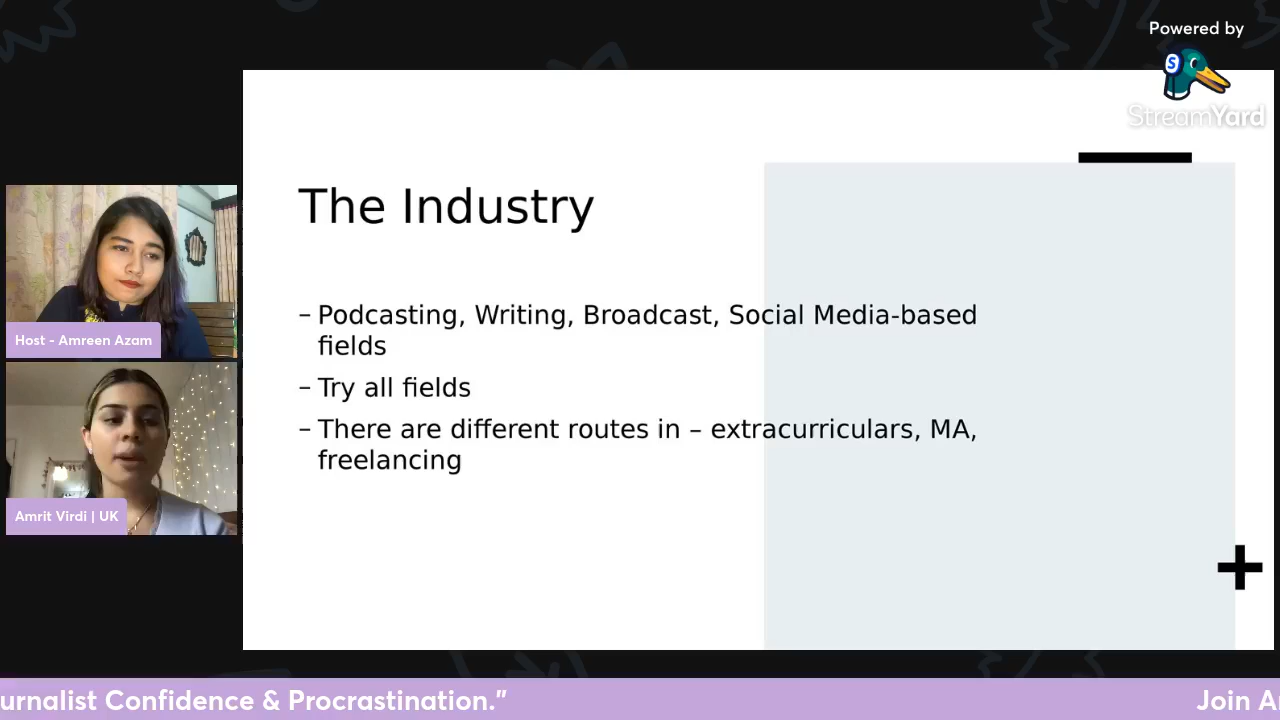 Powered by
StreamYard
The Industry
– Podcasting, Writing, Broadcast, Social Media-based
fields
– Try all fields
– There are different routes in – extracurriculars, MA,
freelancing
Host - Amreen Azam
Amrit Virdi | UK
urnalist Confidence & Procrastination.” Join A